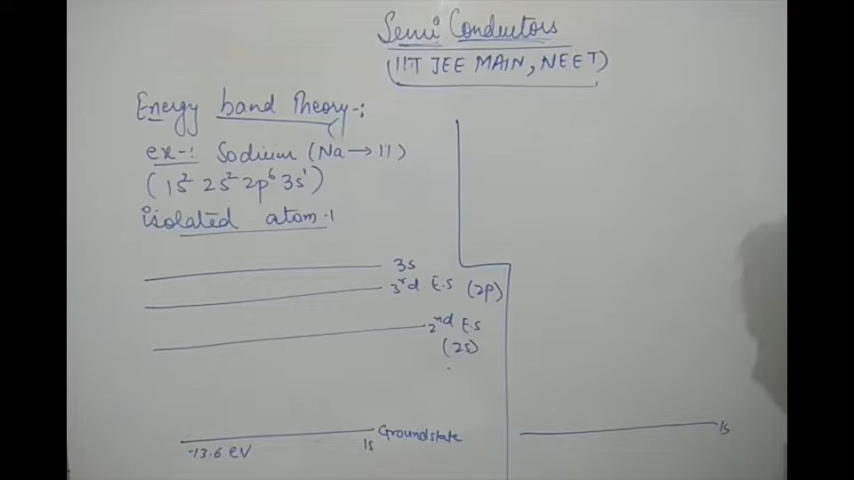 Semi Conductors
(IIT JEE MAIN, NEET)
Energy band Theory-:
ex-: Sodium (Na → 11)
(1s² 2s² 2p⁶ 3s¹)
isolated atom-1
3s
3rd E.S (2p)
2nd E.S
(2s)
Groundstate
1s
-13.6 eV
1s